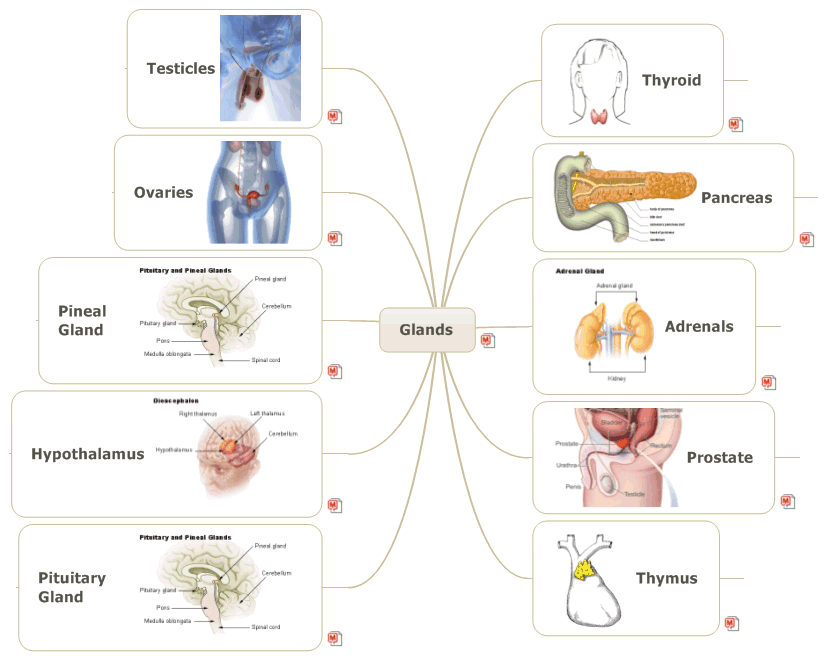 Testicles
Ovaries
Pituitary and Pineal Glands
Pineal gland
Cerebellum
Pituitary gland
Pons
Medulla oblongata
Spinal cord
Pineal
Gland
Diencephalon
Right thalamus
Left thalamus
Cerebellum
Hypothalamus
Hypothalamus
Pituitary and Pineal Glands
Pineal gland
Cerebellum
Pituitary gland
Pons
Medulla oblongata
Spinal cord
Pituitary
Gland
Glands
Thyroid
Pancreas
Adrenal Gland
Adrenal gland
Kidney
Adrenals
Seminal
vesicle
Bladder
Prostate
Rectum
Urethra
Penis
Testicle
Prostate
Thymus